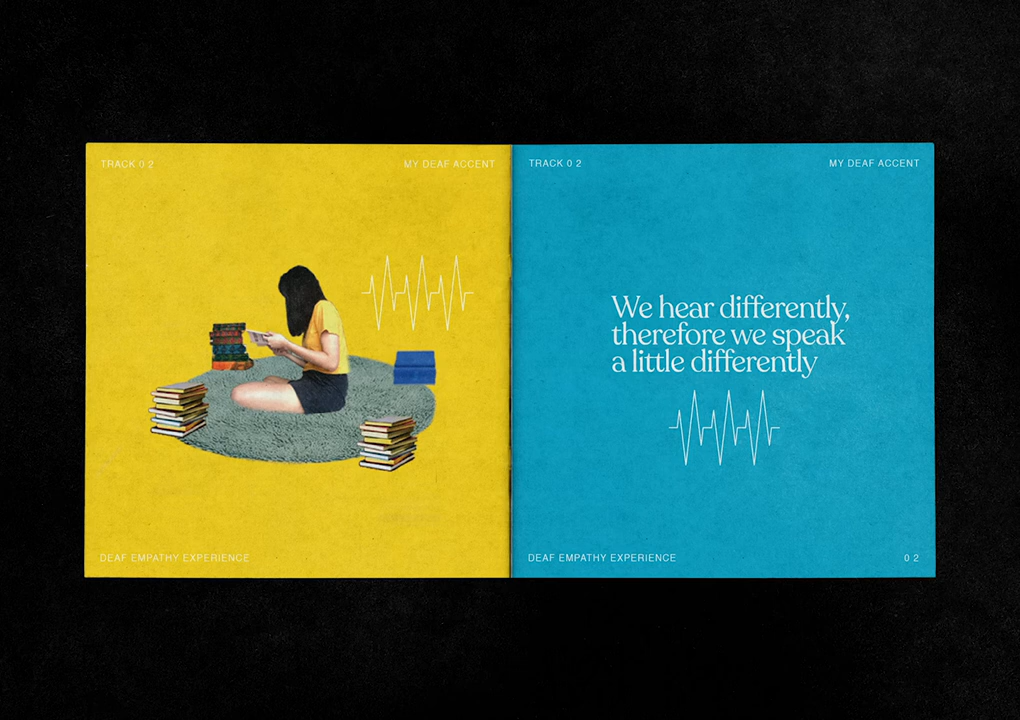 TRACK 0 2
MY DEAF ACCENT
DEAF EMPATHY EXPERIENCE
TRACK 0 2
MY DEAF ACCENT
We hear differently,
therefore we speak
a little differently
DEAF EMPATHY EXPERIENCE
0 2